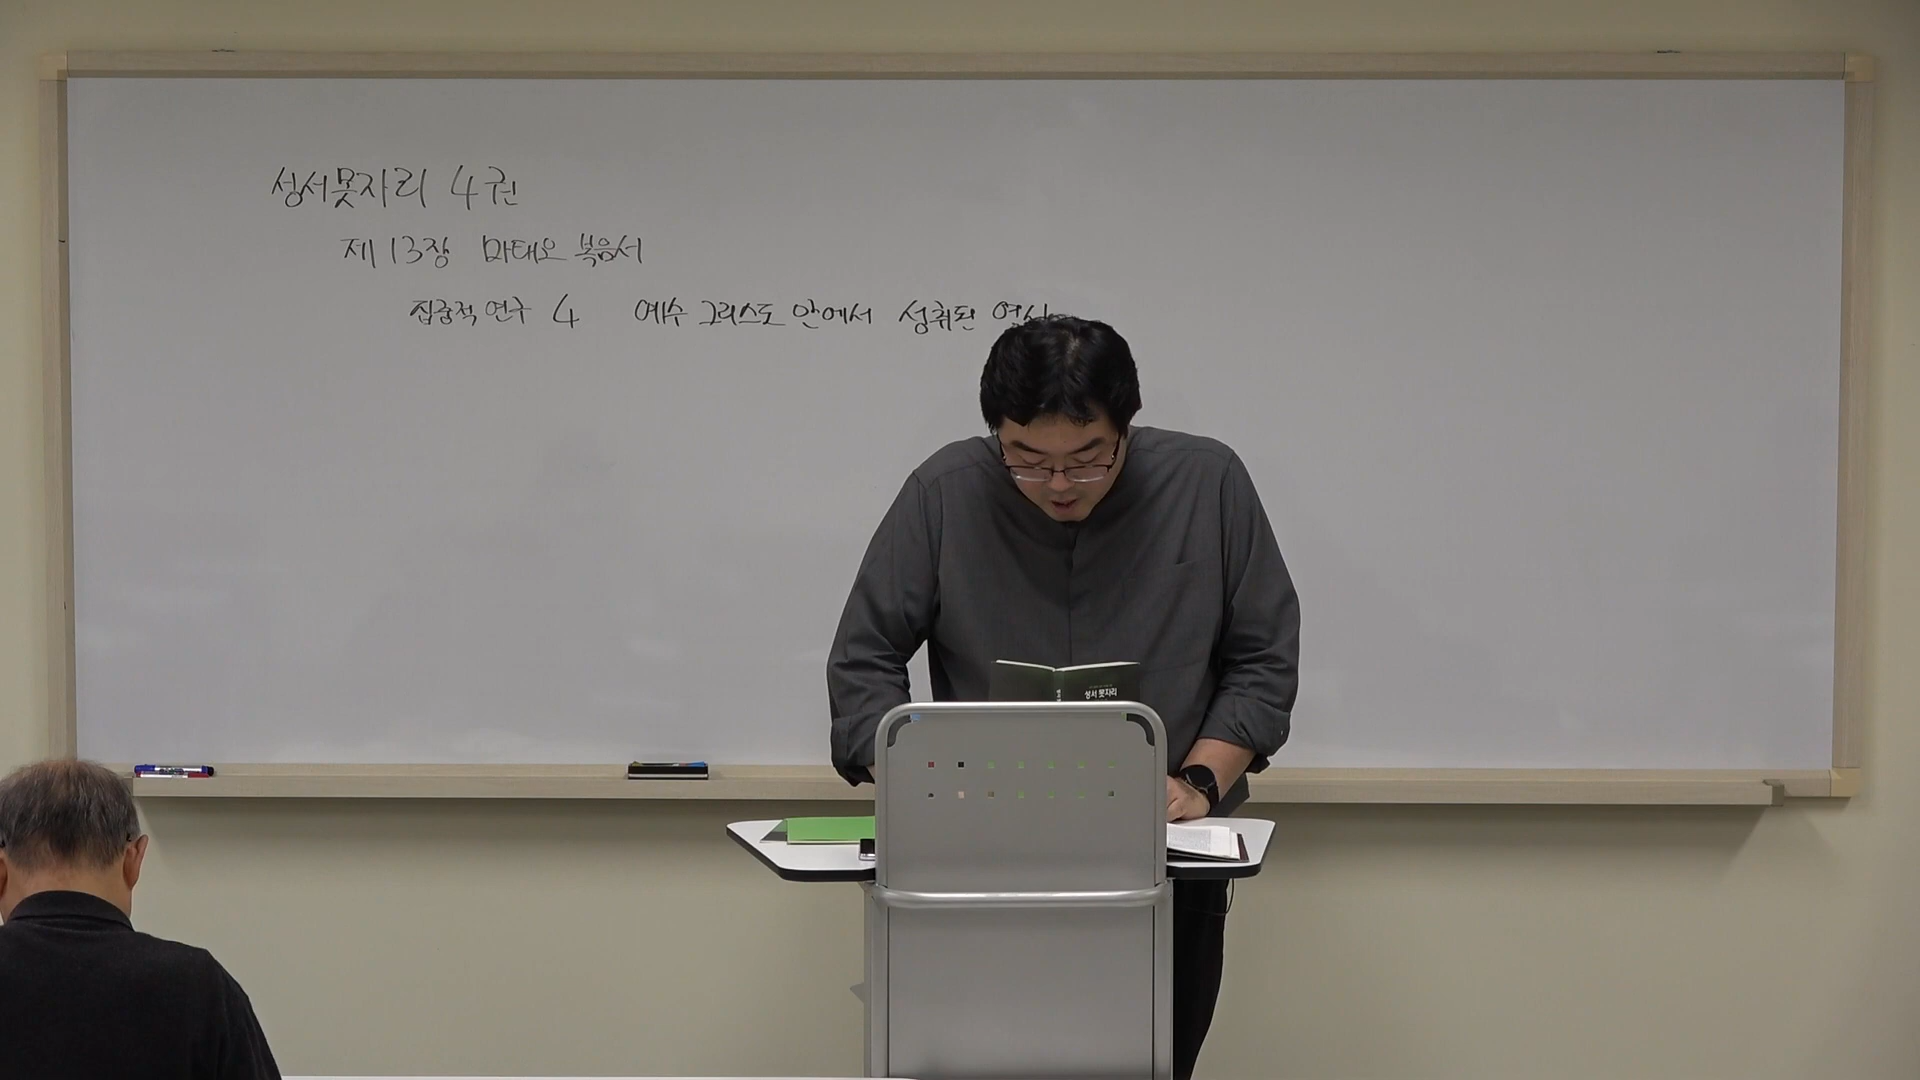 성서못자리 4권
제 13장 마태오 복음서
집중적 연구 4 예수 그리스도 안에서 성취된
성서 못자리